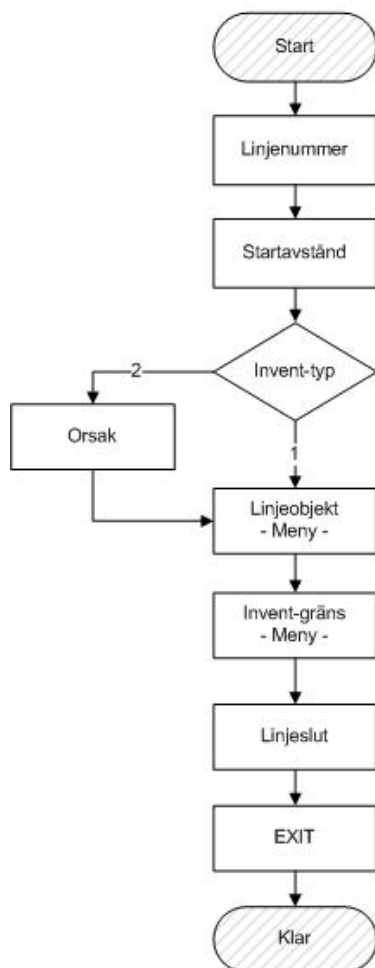 Start
Linjenummer
Startavstånd
Invent-typ
2
1
Orsak
Linjeobjekt
- Meny -
Invent-gräns
- Meny -
Linjeslut
EXIT
Klar